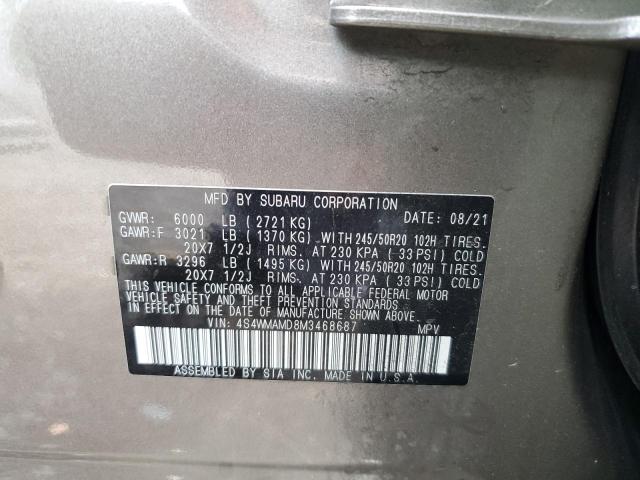 MFD BY SUBARU CORPORATION
GVWR: 6000 LB (2721 KG) DATE: 08/21
GAWR:F 3021 LB (1370 KG) WITH 245/50R20 102H TIRES.
20X7 1/2J RIMS. AT 230 KPA (33 PSI) COLD
GAWR:R 3296 LB (1495 KG) WITH 245/50R20 102H TIRES.
20X7 1/2J RIMS. AT 230 KPA (33 PSI) COLD
THIS VEHICLE CONFORMS TO ALL APPLICABLE FEDERAL MOTOR
VEHICLE SAFETY AND THEFT PREVENTION STANDARDS
IN EFFECT ON THE DATE OF MANUFACTURE SHOWN ABOVE.
VIN: 4S4WMAMD8M3468687 MPV
ASSEMBLED BY SIA INC. MADE IN U.S.A.